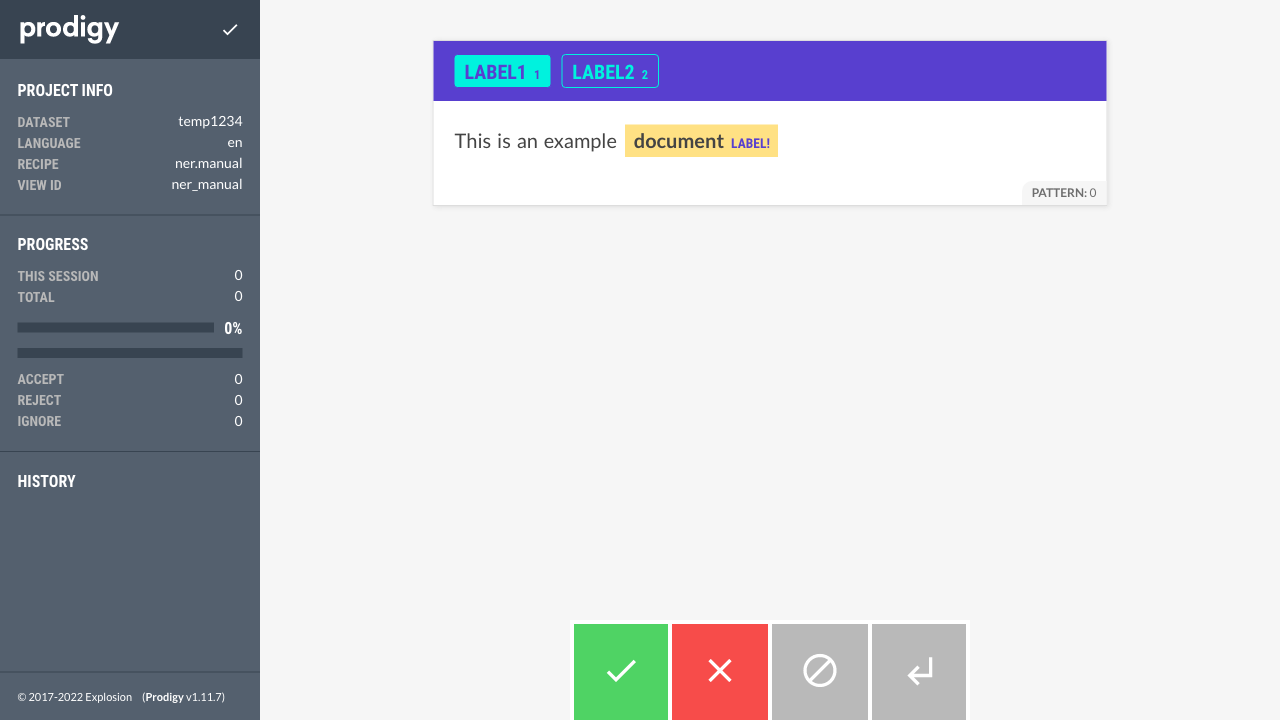 prodigy
PROJECT INFO
DATASET temp1234
LANGUAGE en
RECIPE ner.manual
VIEW ID ner_manual
PROGRESS
THIS SESSION 0
TOTAL 0
0%
ACCEPT 0
REJECT 0
IGNORE 0
HISTORY
© 2017-2022 Explosion (Prodigy v1.11.7)
LABEL1 1 LABEL2 2
This is an example document LABEL!
PATTERN: 0